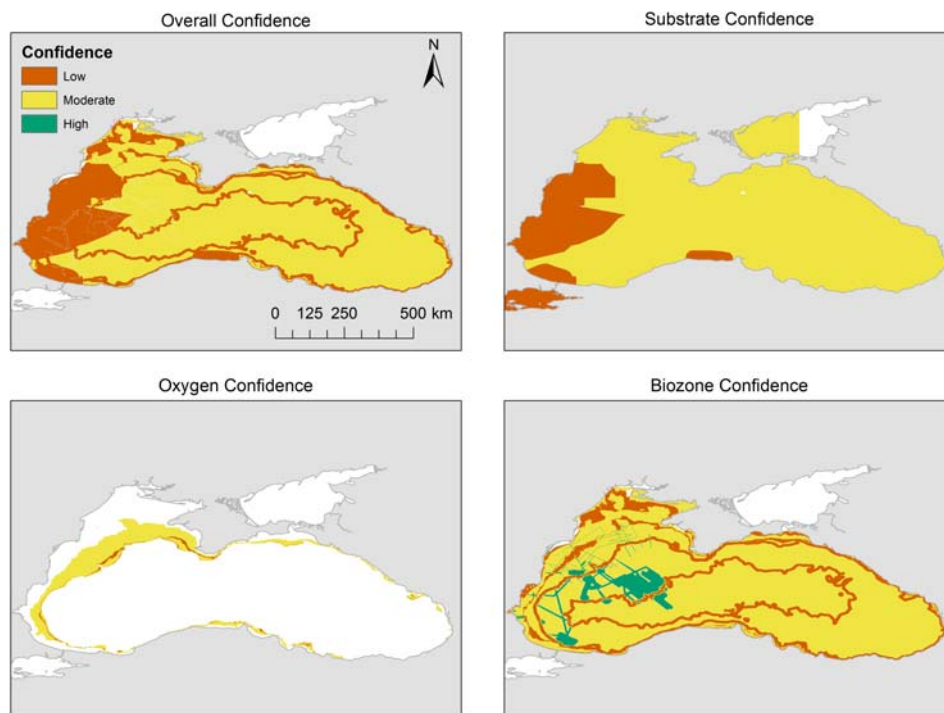 Overall Confidence
Substrate Confidence
Confidence
Low
Moderate
High
N
0 125 250 500 km
Oxygen Confidence
Biozone Confidence